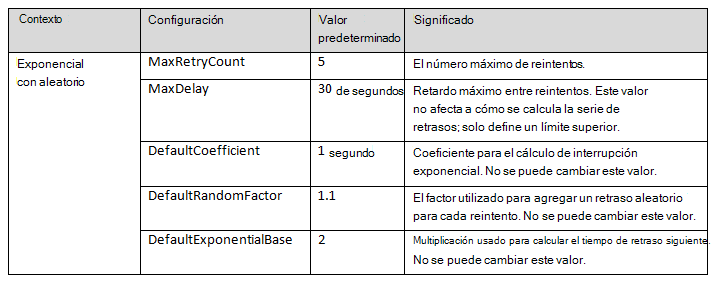 Contexto Configuración Valor predeterminado Significado
Exponencial con aleatorio
MaxRetryCount 5 El número máximo de reintentos.
MaxDelay 30 de segundos Retardo máximo entre reintentos. Este valor
no afecta a cómo se calcula la serie de
retrasos; solo define un límite superior.
DefaultCoefficient 1 segundo Coeficiente para el cálculo de interrupción
exponencial. No se puede cambiar este valor.
DefaultRandomFactor 1.1 El factor utilizado para agregar un retraso aleatorio
para cada reintento. No se puede cambiar este valor.
DefaultExponentialBase 2 Multiplicación usado para calcular el tiempo de retraso siguiente.
No se puede cambiar este valor.